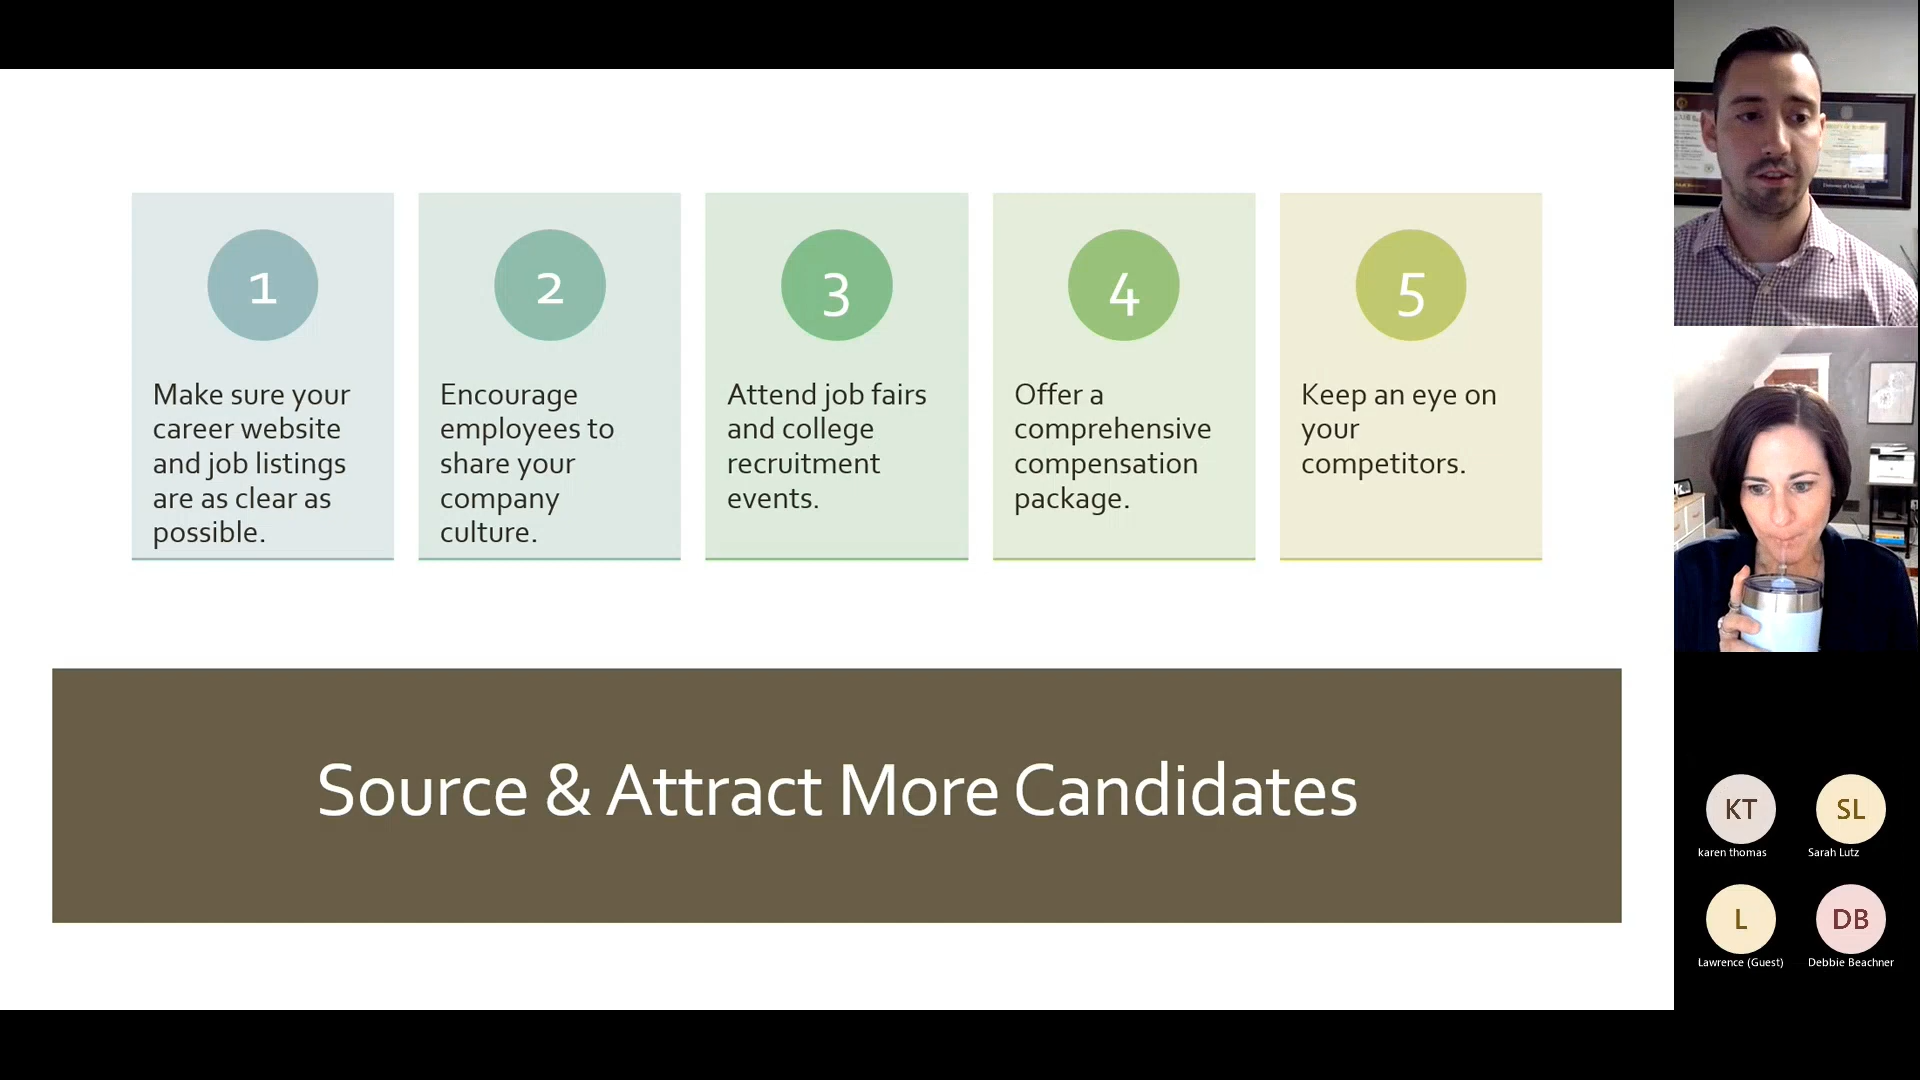 1
Make sure your
career website
and job listings
are as clear as
possible.
2
Encourage
employees to
share your
company
culture.
3
Attend job fairs
and college
recruitment
events.
4
Offer a
comprehensive
compensation
package.
5
Keep an eye on
your
competitors.
Source & Attract More Candidates
KT
karen thomas
SL
Sarah Lutz
L
Lawrence (Guest)
DB
Debbie Beachner